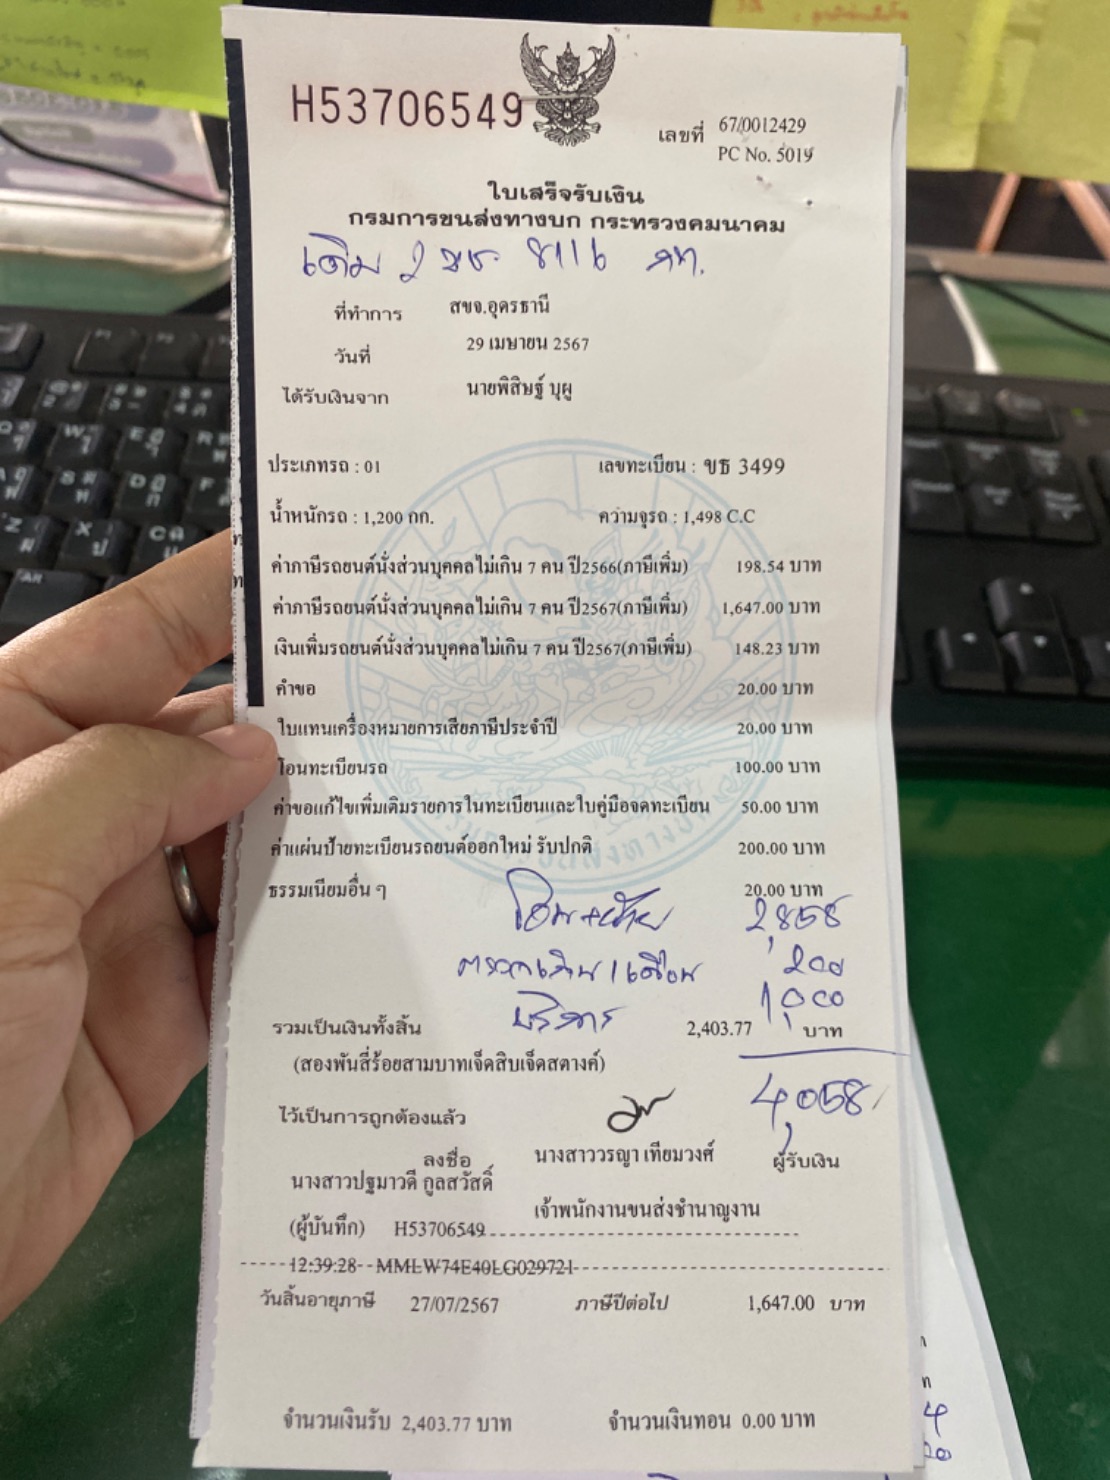 H53706549
เลขที่ 67/0012429
PC No. 5019
ใบเสร็จรับเงิน
กรมการขนส่งทางบก กระทรวงคมนาคม
เดิม 2 ขช 8116 กท.
ที่ทำการ สขจ.อุดรธานี
วันที่ 29 เมษายน 2567
ได้รับเงินจาก นายพิสิษฐ์ บุผู
ประเภทรถ : 01 เลขทะเบียน : ขธ 3499
น้ำหนักรถ : 1,200 กก. ความจุรถ : 1,498 C.C
ค่าภาษีรถยนต์นั่งส่วนบุคคลไม่เกิน 7 คน ปี2566(ภาษีเพิ่ม) 198.54 บาท
ค่าภาษีรถยนต์นั่งส่วนบุคคลไม่เกิน 7 คน ปี2567(ภาษีเพิ่ม) 1,647.00 บาท
เงินเพิ่มรถยนต์นั่งส่วนบุคคลไม่เกิน 7 คน ปี2567(ภาษีเพิ่ม) 148.23 บาท
คำขอ 20.00 บาท
ใบแทนเครื่องหมายการเสียภาษีประจำปี 20.00 บาท
โอนทะเบียนรถ 100.00 บาท
ค่าขอแก้ไขเพิ่มเติมรายการในทะเบียนและใบคู่มือจดทะเบียน 50.00 บาท
ค่าแผ่นป้ายทะเบียนรถยนต์ออกใหม่ รับปกติ 200.00 บาท
ธรรมเนียมอื่น ๆ 20.00 บาท
โอน+ย้าย 2,858
ตรวจเกิน 1 เดือน 200
บริการ 1,000
รวมเป็นเงินทั้งสิ้น 2,403.77 บาท
(สองพันสี่ร้อยสามบาทเจ็ดสิบเจ็ดสตางค์)
4,058
ไว้เป็นการถูกต้องแล้ว
ลงชื่อ นางสาววรญา เทียมวงศ์ ผู้รับเงิน
นางสาวปฐมาวดี กูลสวัสดิ์
(ผู้บันทึก) H53706549 เจ้าพนักงานขนส่งชำนาญงาน
12:39:28 MMLW74E40LG029721
วันสิ้นอายุภาษี 27/07/2567 ภาษีปีต่อไป 1,647.00 บาท
จำนวนเงินรับ 2,403.77 บาท จำนวนเงินทอน 0.00 บาท